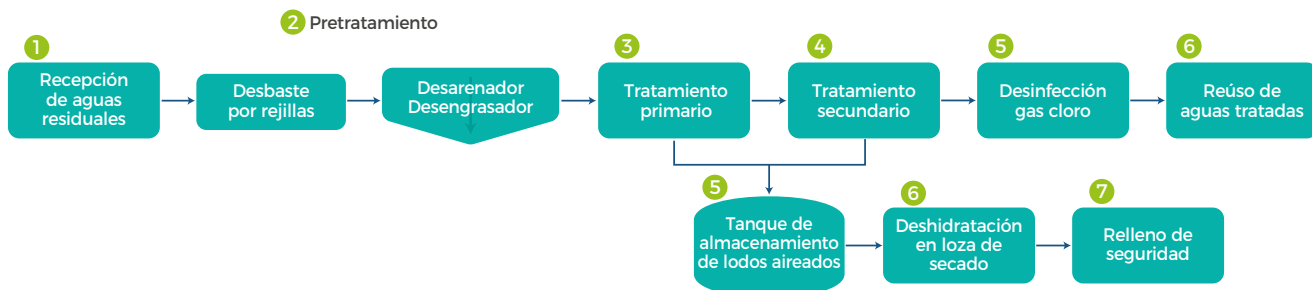 2 Pretratamiento
1
Recepción
de aguas
residuales
Desbaste
por rejillas
Desarenador
Desengrasador
3
Tratamiento
primario
4
Tratamiento
secundario
5
Desinfección
gas cloro
6
Reúso de
aguas tratadas
5
Tanque de
almacenamiento
de lodos aireados
6
Deshidratación
en loza de
secado
7
Relleno de
seguridad